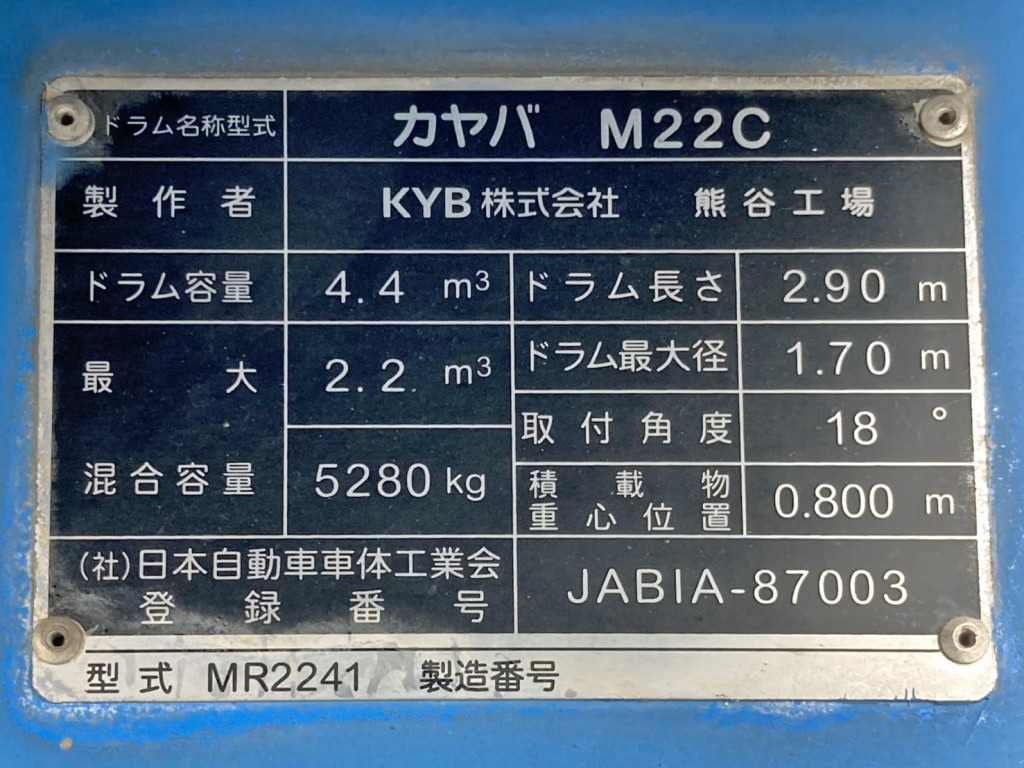 ドラム名称型式 カヤバ M22C
製作者 KYB株式会社 熊谷工場
ドラム容量 4.4 m³ ドラム長さ 2.90 m
最大混合容量 2.2 m³ 5280kg
ドラム最大径 1.70 m
取付角度 18°
積載物
重心位置 0.800 m
(社)日本自動車車体工業会
登録番号 JABIA-87003
型式 MR2241 製造番号